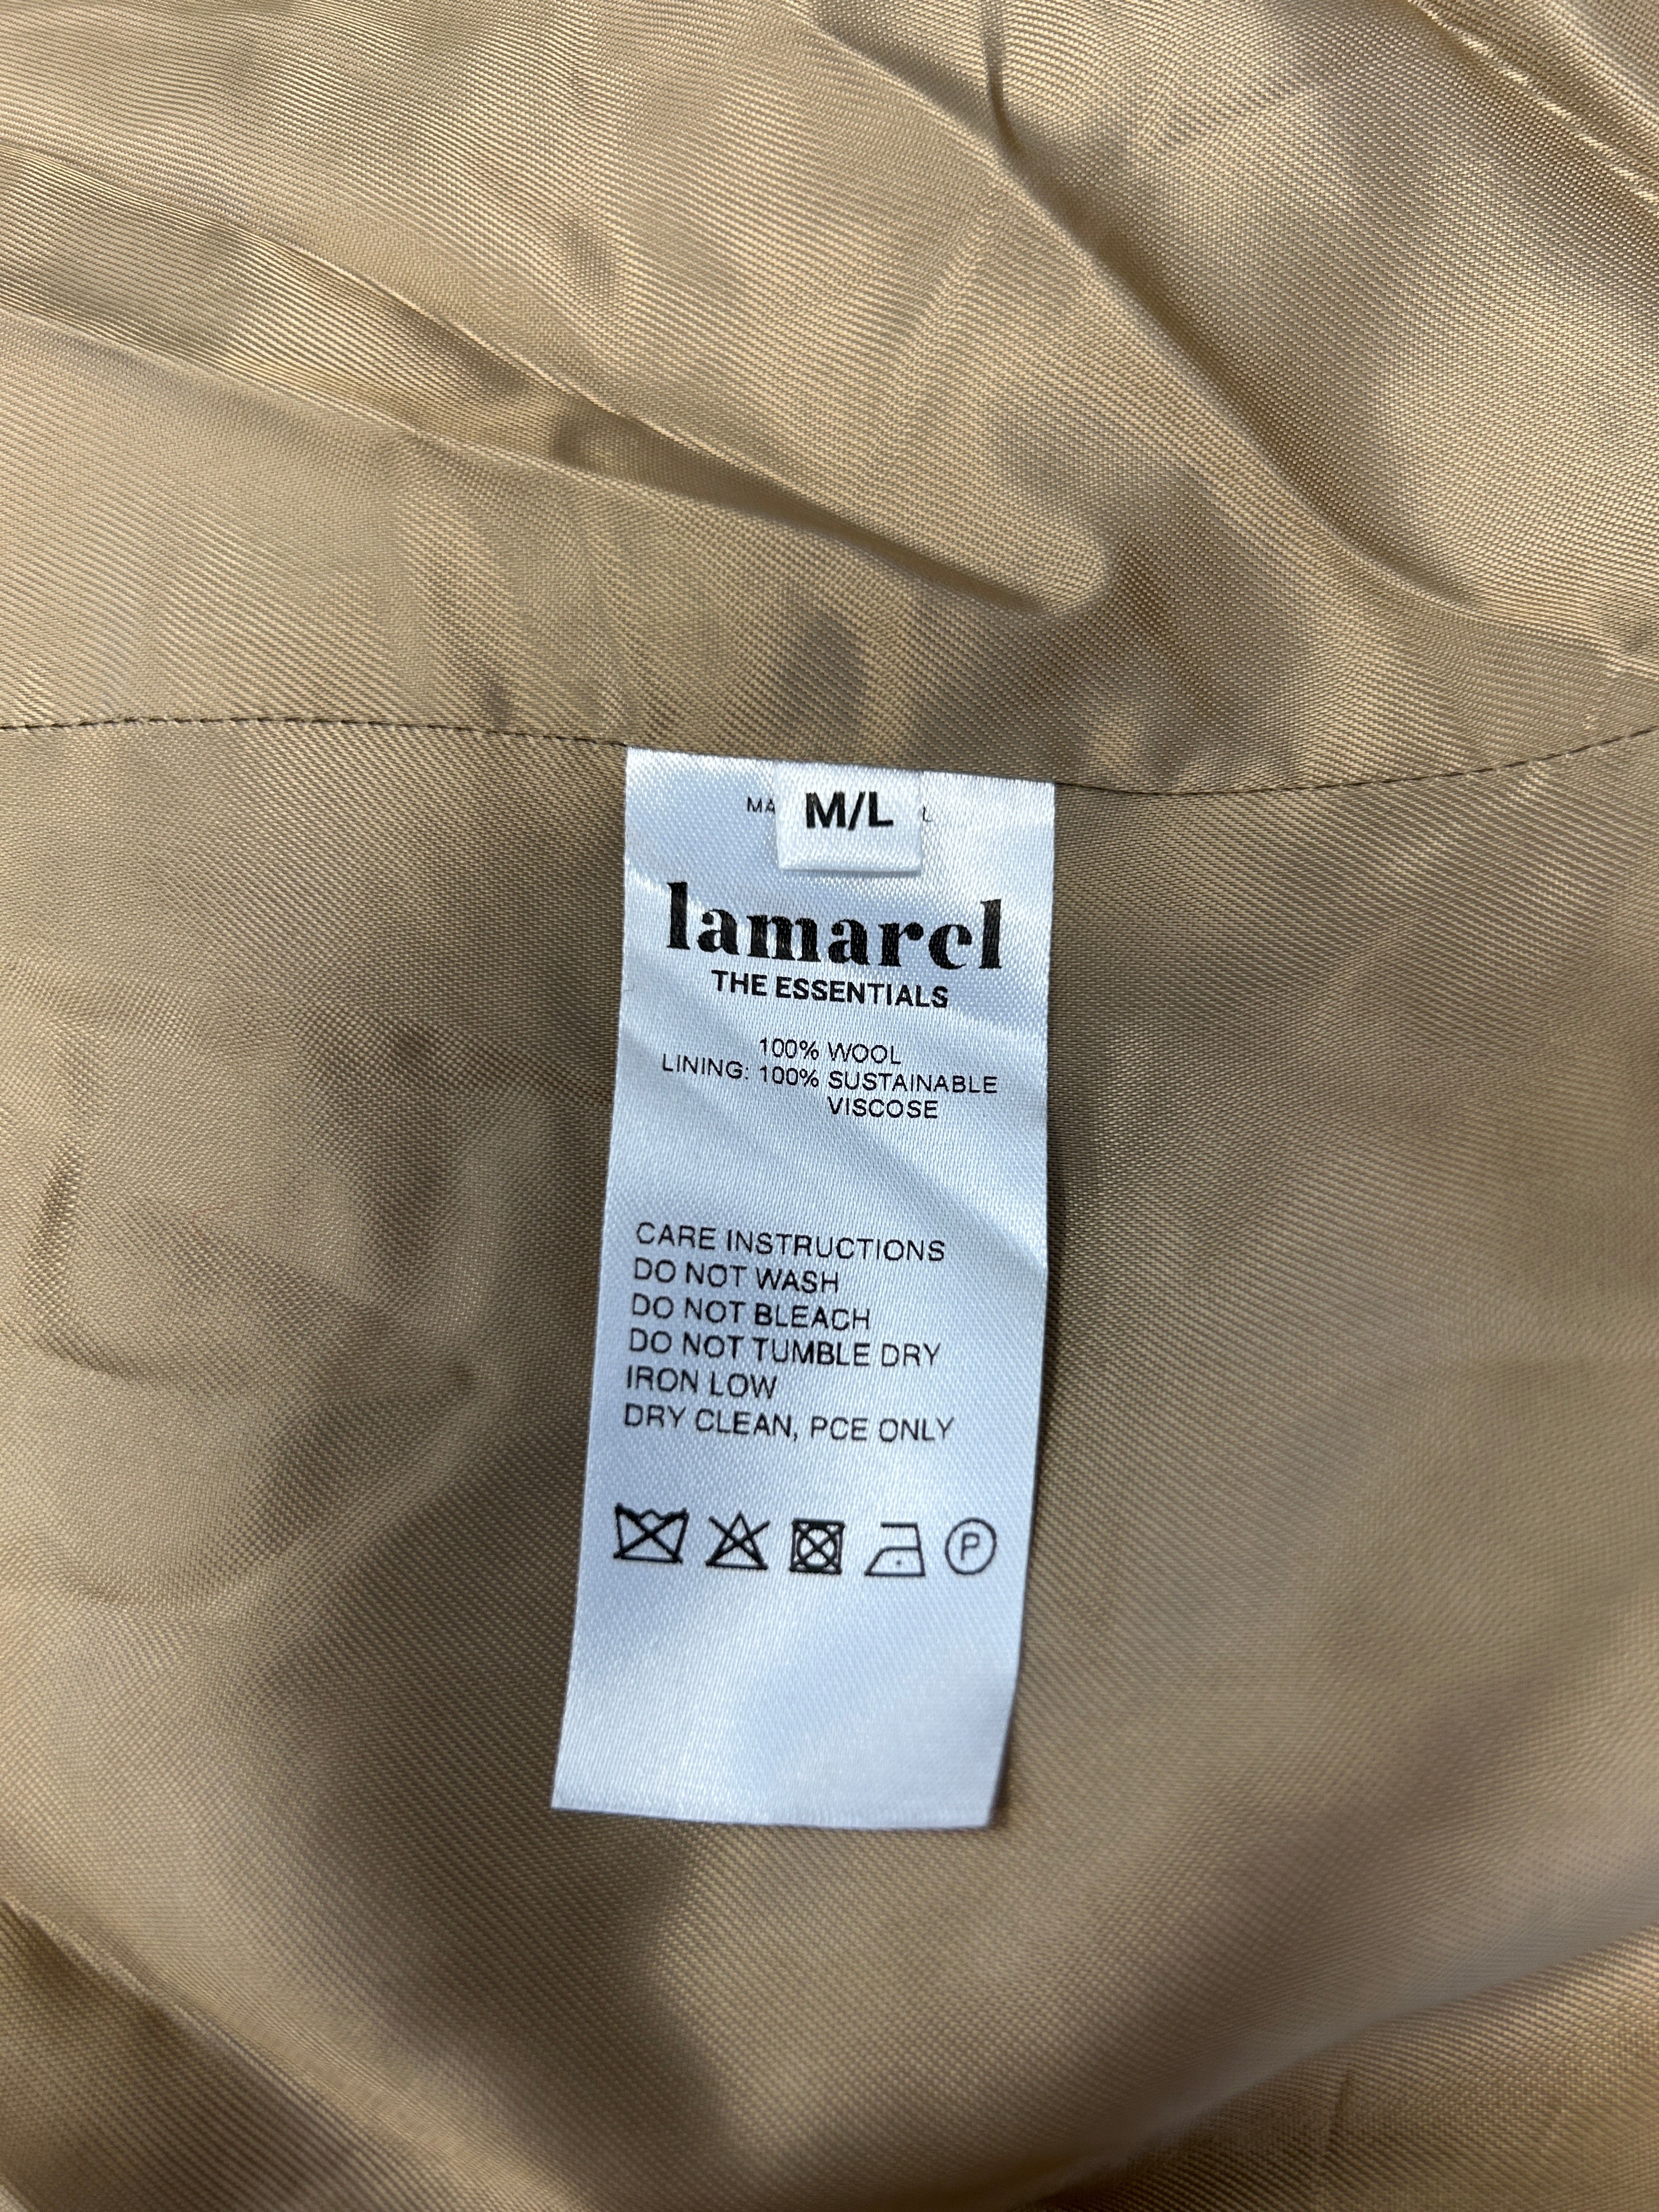 M/L
lamarel
THE ESSENTIALS
100% WOOL
LINING: 100% SUSTAINABLE
VISCOSE
CARE INSTRUCTIONS
DO NOT WASH
DO NOT BLEACH
DO NOT TUMBLE DRY
IRON LOW
DRY CLEAN, PCE ONLY
P